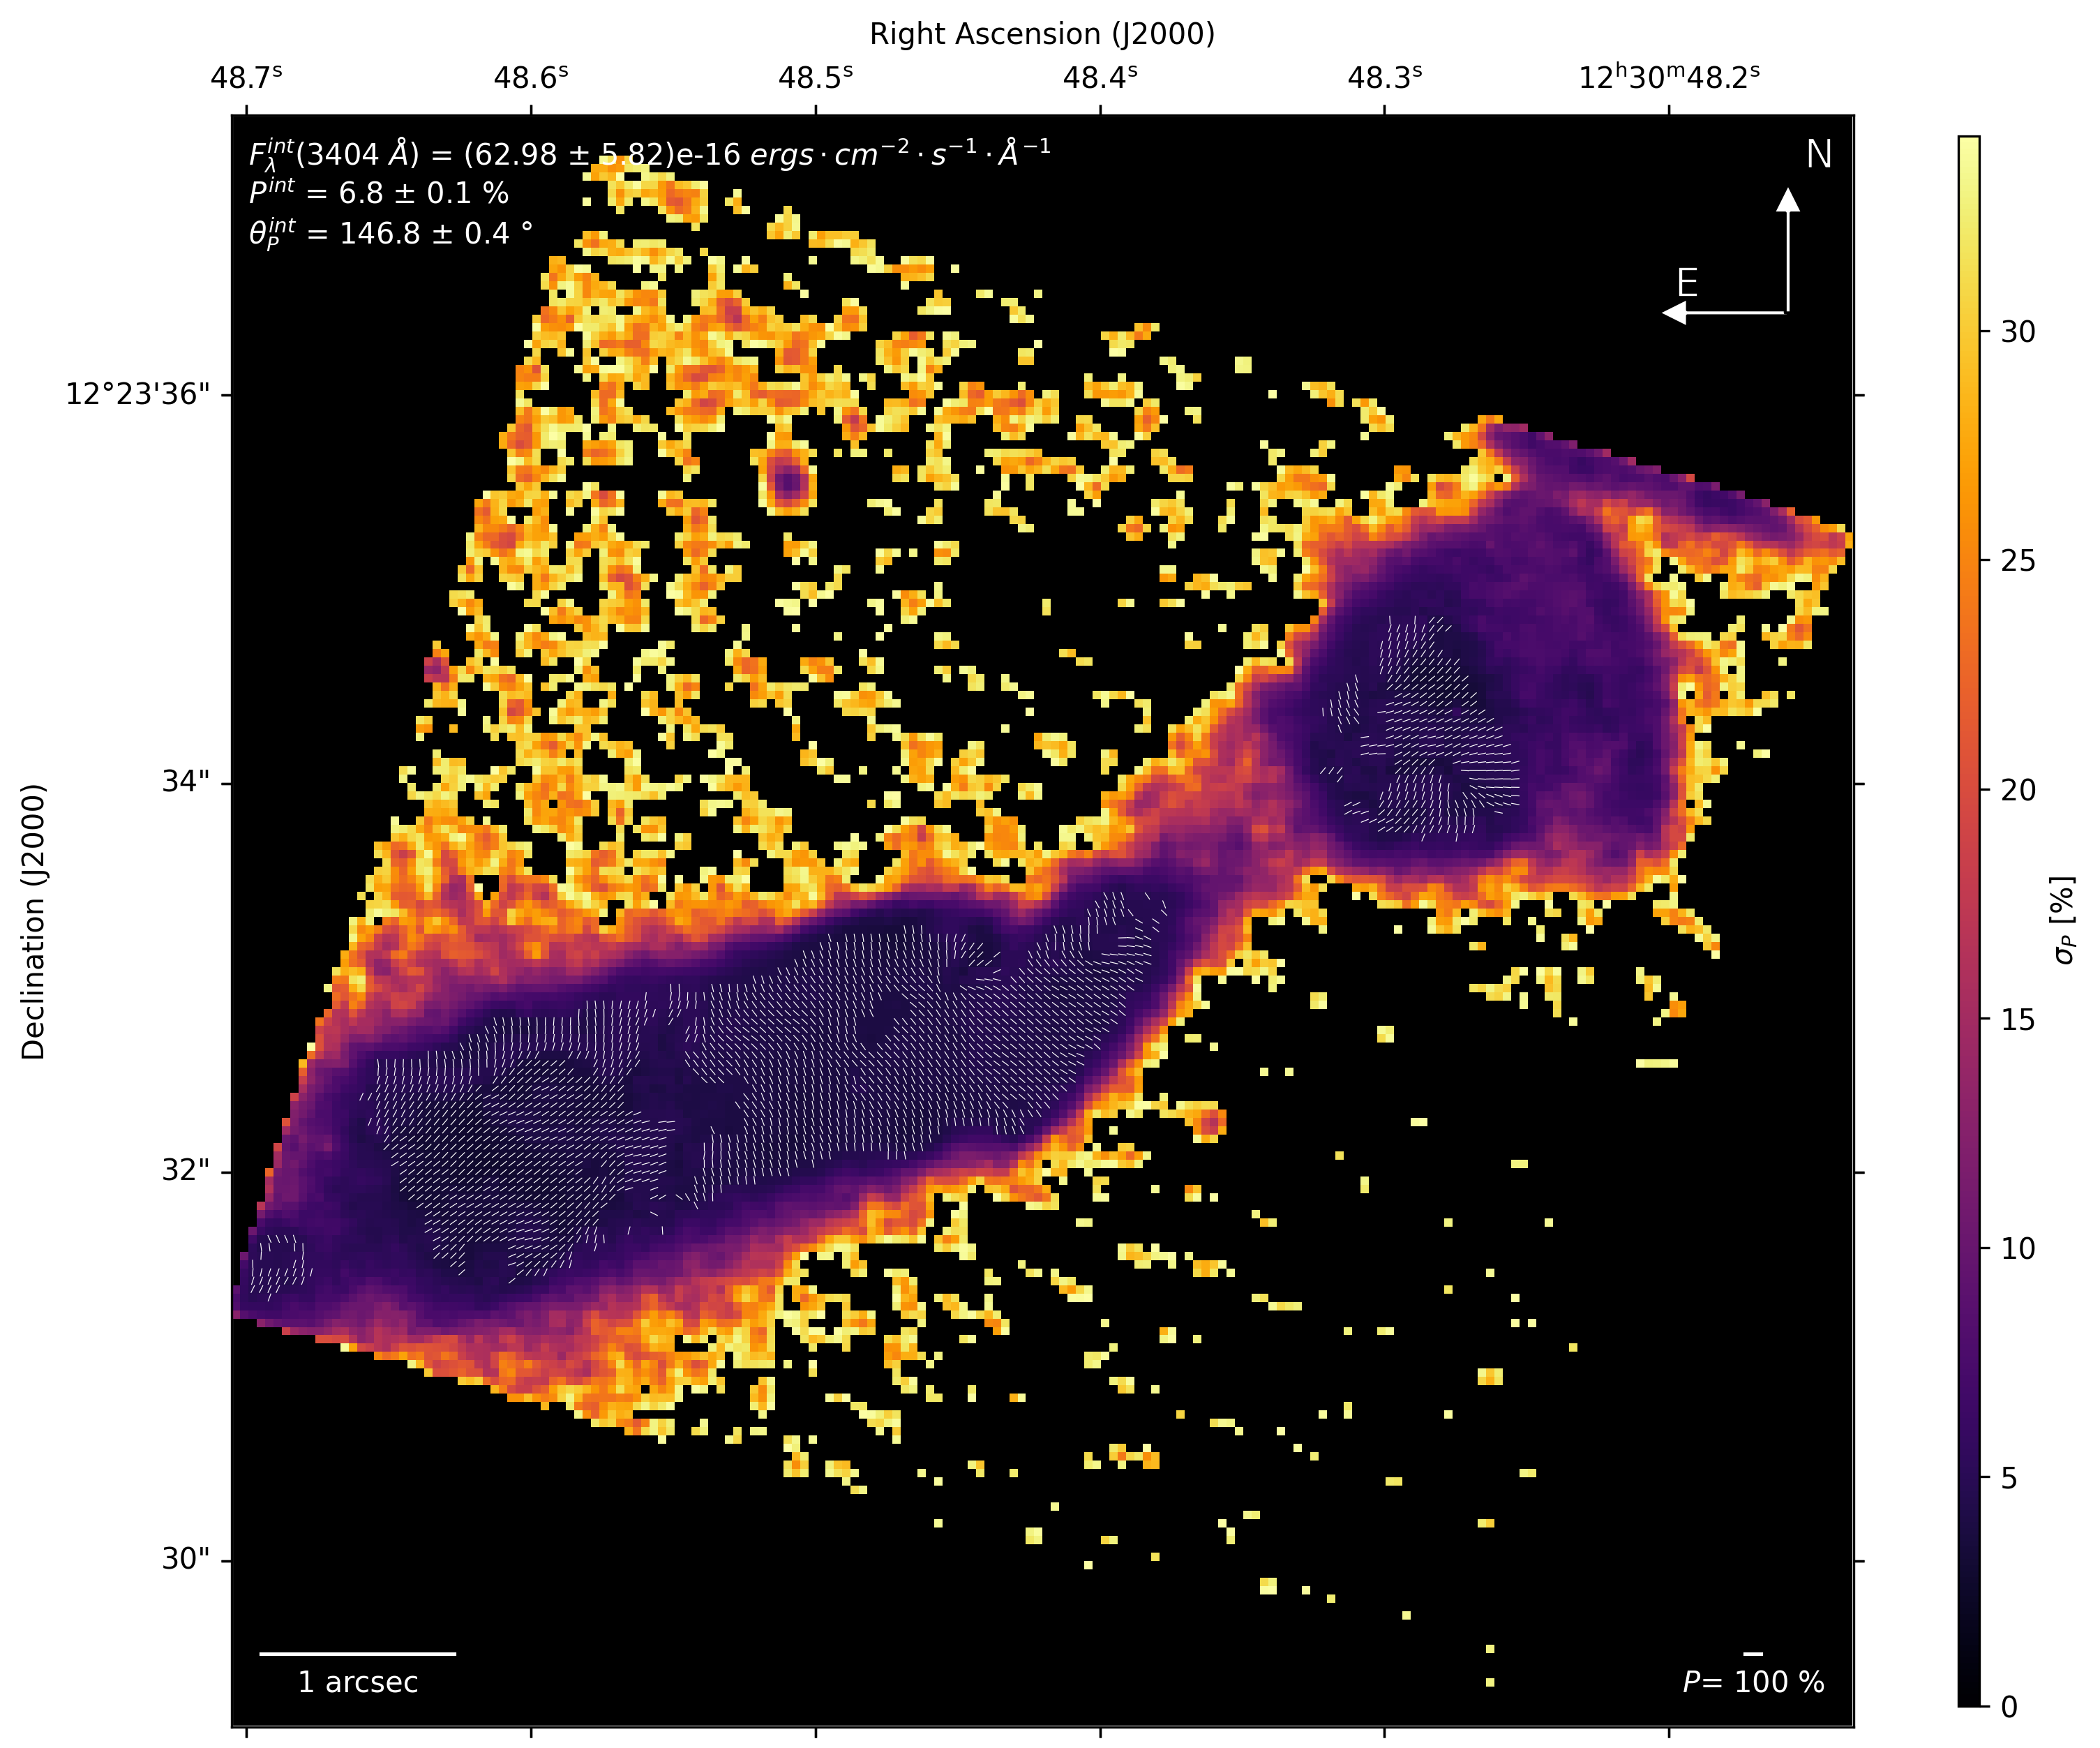 Right Ascension (J2000)
48.7ˢ 48.6ˢ 48.5ˢ 48.4ˢ 48.3ˢ 12ʰ30ᵐ48.2ˢ
F_λ^int(3404 Å) = (62.98 ± 5.82)e-16 ergs · cm⁻² · s⁻¹ · Å⁻¹
P^int = 6.8 ± 0.1 %
θ_P^int = 146.8 ± 0.4 °
N
E
12°23'36"
34"
32"
30"
Declination (J2000)
1 arcsec
P= 100 %
30
25
20
15
10
5
0
σ_P [%]